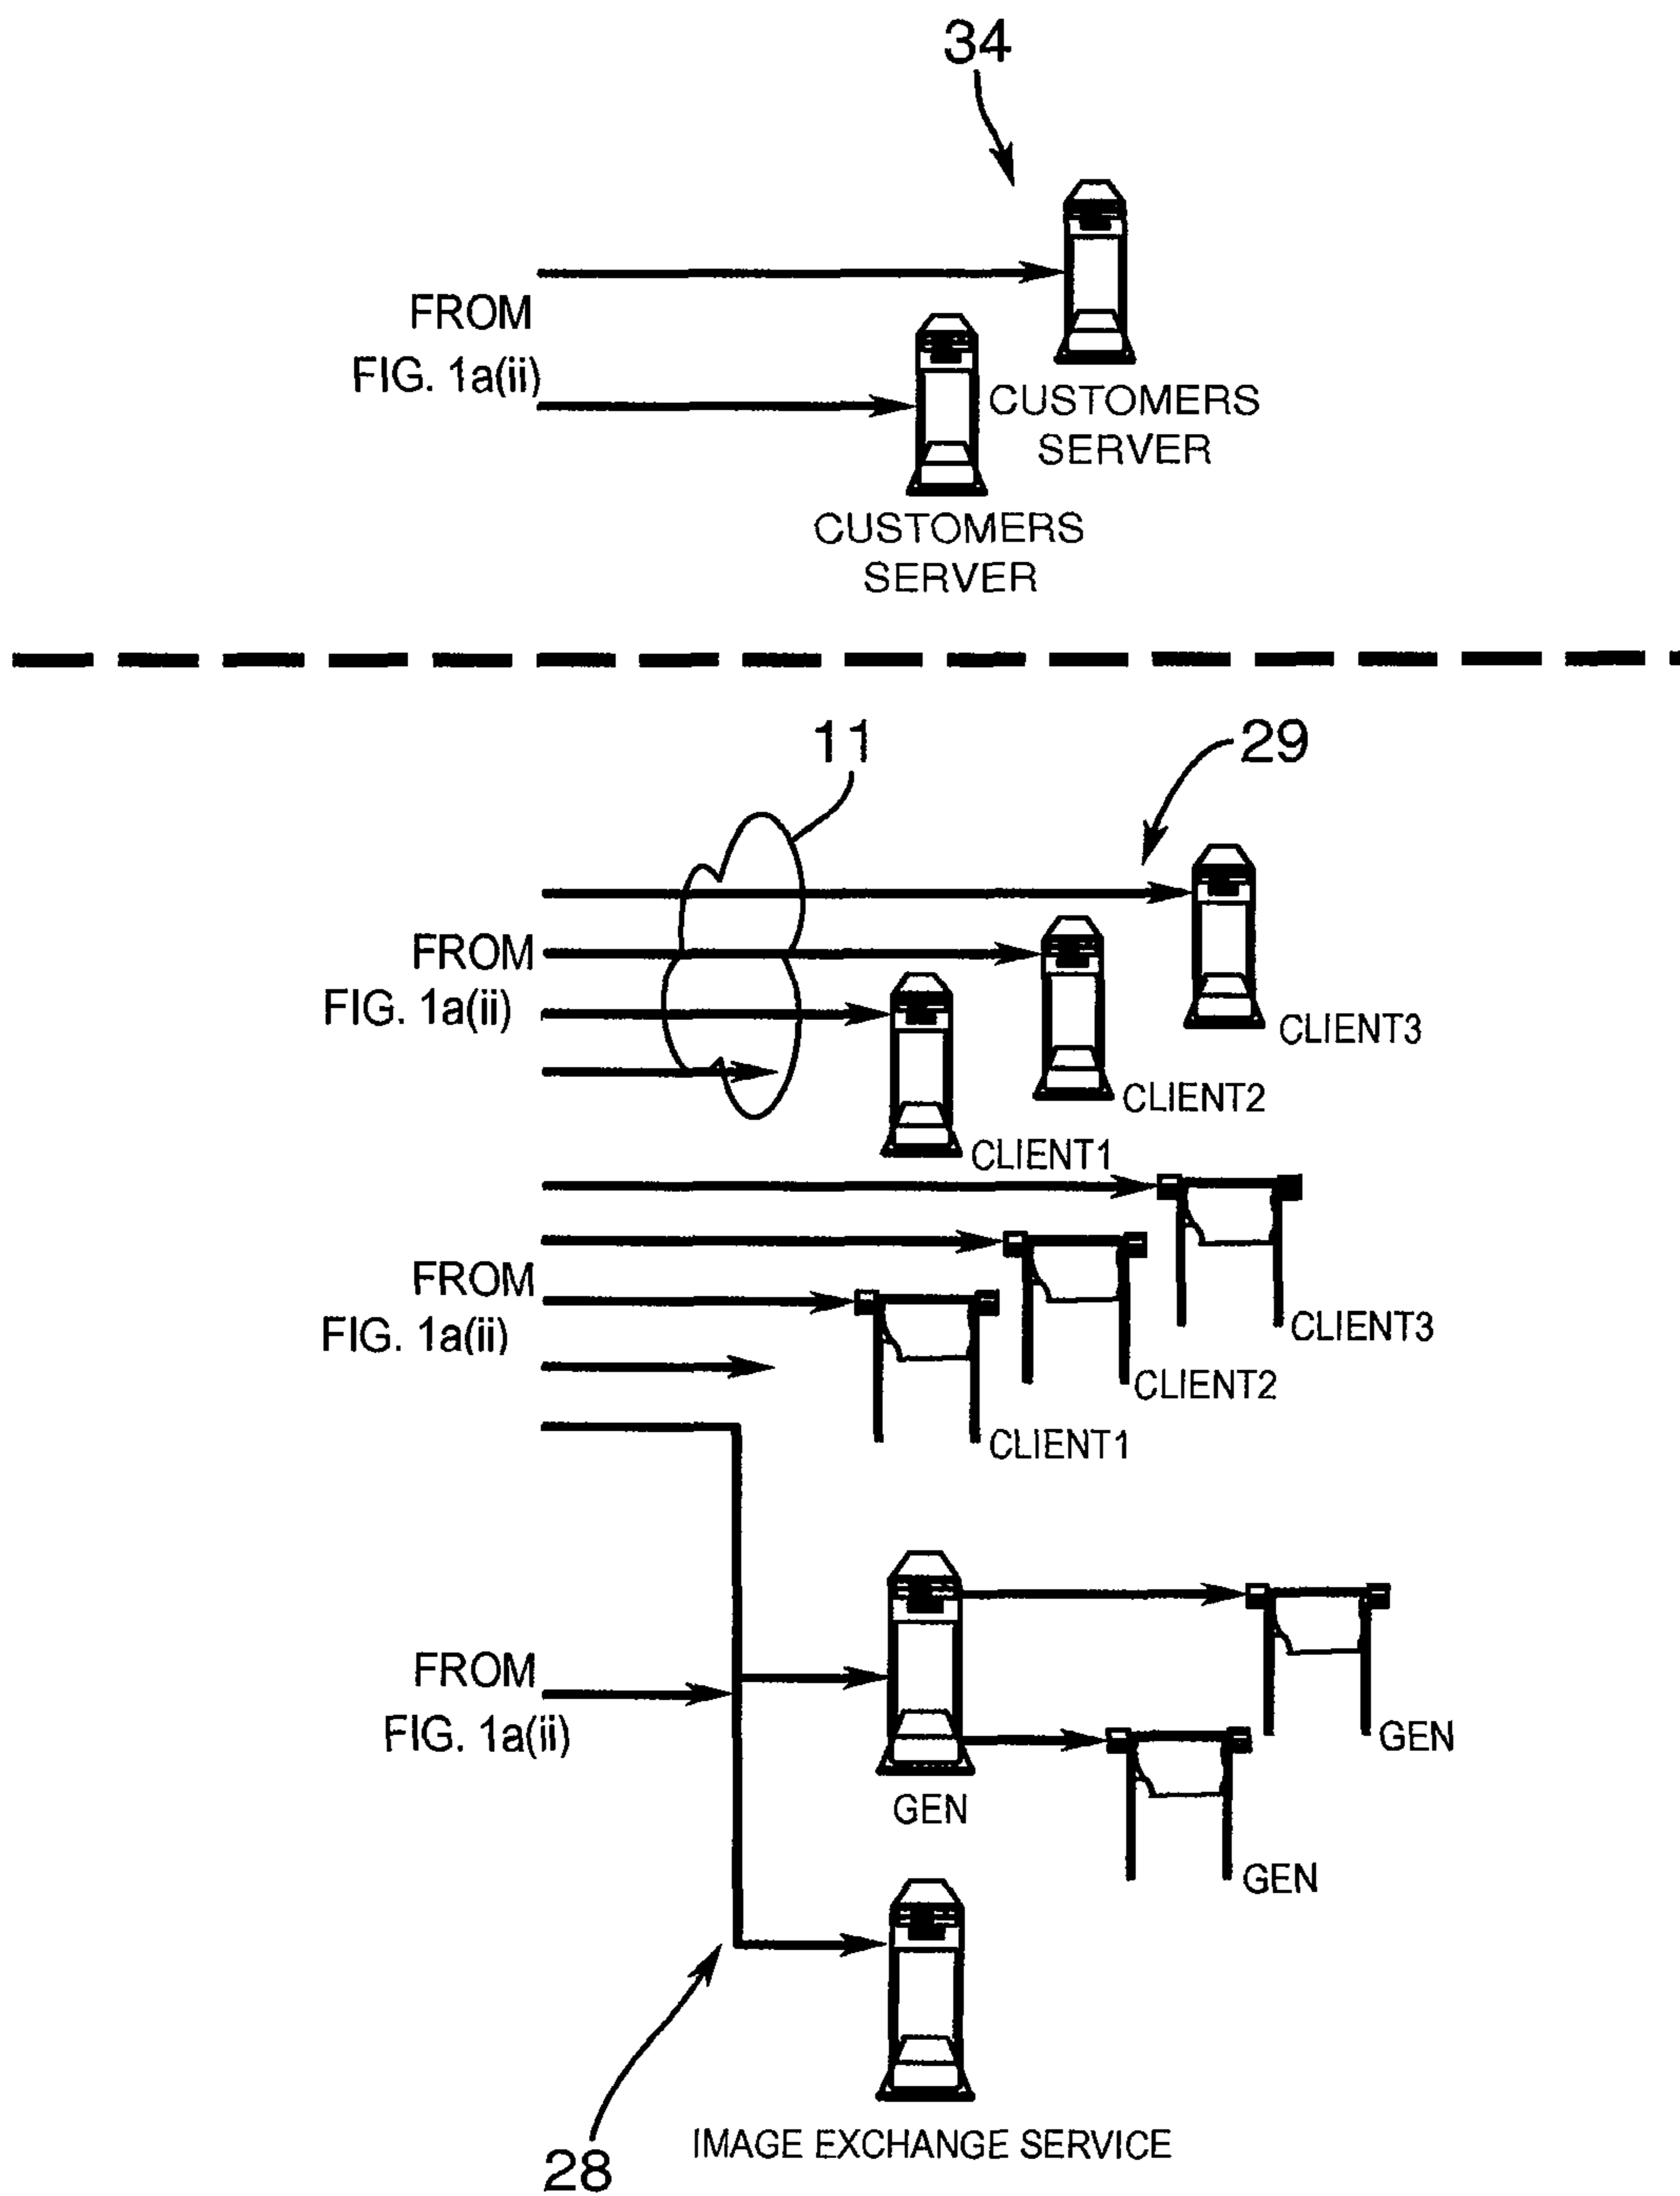 34
FROM
FIG. 1a(ii)
CUSTOMERS
SERVER
CUSTOMERS
SERVER
11
29
FROM
FIG. 1a(ii)
CLIENT3
CLIENT2
CLIENT1
FROM
FIG. 1a(ii)
CLIENT3
CLIENT2
CLIENT1
FROM
FIG. 1a(ii)
GEN
GEN
GEN
28
IMAGE EXCHANGE SERVICE